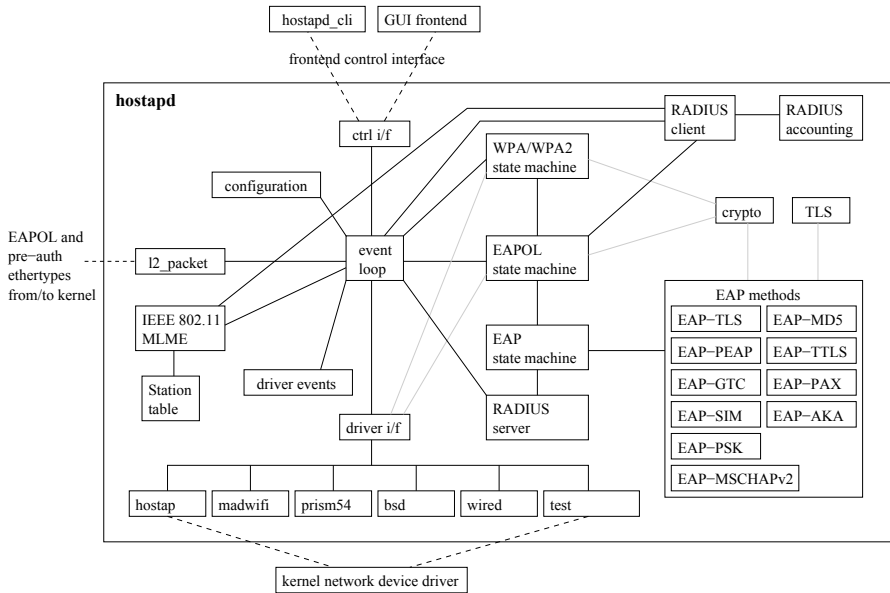 hostapd_cli
GUI frontend
frontend control interface
hostapd
ctrl i/f
RADIUS
client
RADIUS
accounting
WPA/WPA2
state machine
configuration
crypto
TLS
EAPOL and
pre−auth
ethertypes
from/to kernel
l2_packet
event
loop
EAPOL
state machine
IEEE 802.11
MLME
EAP
state machine
Station
table
driver events
driver i/f
RADIUS
server
EAP methods
EAP−TLS
EAP−MD5
EAP−PEAP
EAP−TTLS
EAP−GTC
EAP−PAX
EAP−SIM
EAP−AKA
EAP−PSK
EAP−MSCHAPv2
hostap
madwifi
prism54
bsd
wired
test
kernel network device driver